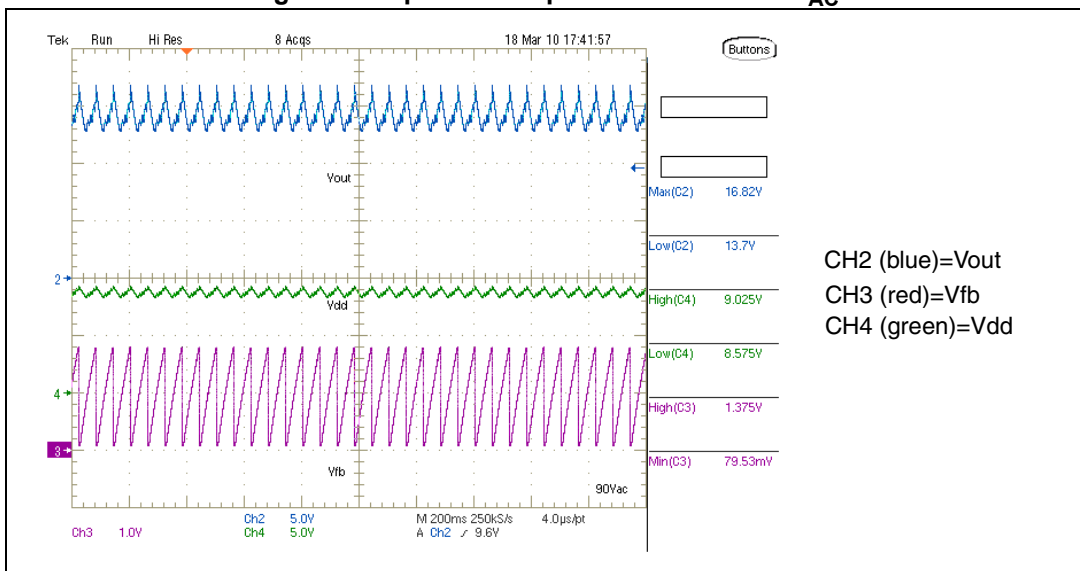 AC
Tek Run Hi Res 8 Acqs 18 Mar 10 17:41:57
Buttons
Vout
Max(C2) 16.82V
Low(C2) 13.7V
2
Vdd
High(C4) 9.025V
Low(C4) 8.575V
4
High(C3) 1.375V
3
Vfb
Min(C3) 79.53mV
90Vac
Ch2 5.0V M 200ms 250kS/s 4.0µs/pt
Ch3 1.0V Ch4 5.0V A Ch2 / 9.6V
CH2 (blue)=Vout
CH3 (red)=Vfb
CH4 (green)=Vdd